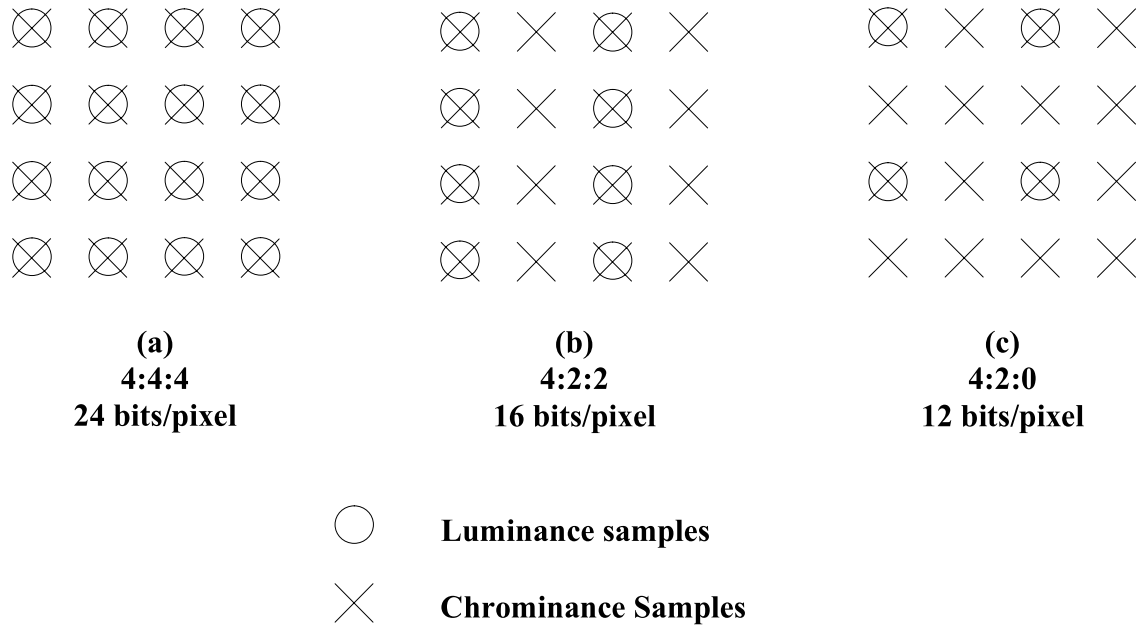 (a)
4:4:4
24 bits/pixel
(b)
4:2:2
16 bits/pixel
(c)
4:2:0
12 bits/pixel
Luminance samples
Chrominance Samples